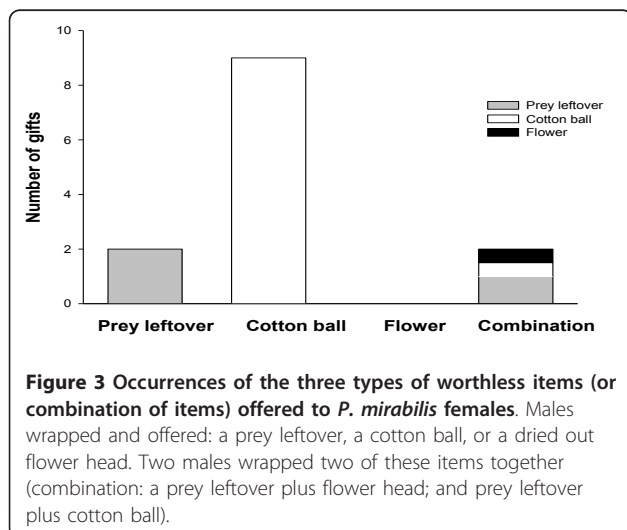 10
8
6
4
2
0
Number of gifts
Prey leftover
Cotton ball
Flower
Prey leftover Cotton ball Flower Combination
Figure 3 Occurrences of the three types of worthless items (or
combination of items) offered to P. mirabilis females. Males
wrapped and offered: a prey leftover, a cotton ball, or a dried out
flower head. Two males wrapped two of these items together
(combination: a prey leftover plus flower head; and prey leftover
plus cotton ball).